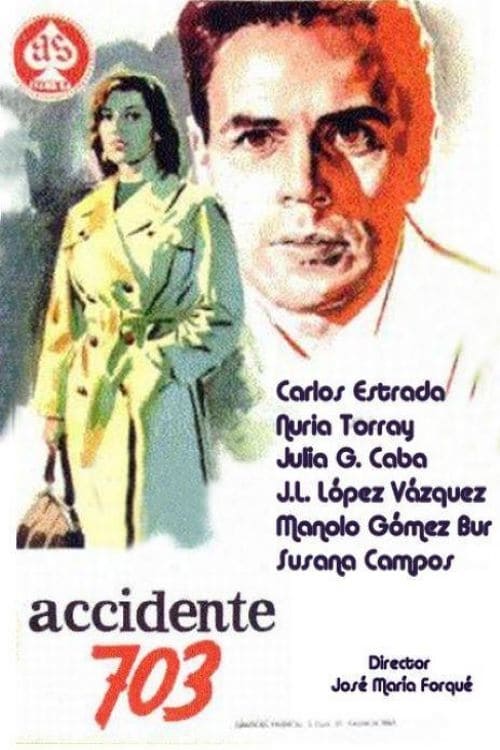 as
Carlos Estrada
Nuria Torray
Julia G. Caba
J.L. López Vázquez
Manolo Gómez Bur
Susana Campos
accidente
703
Director
José María Forqué